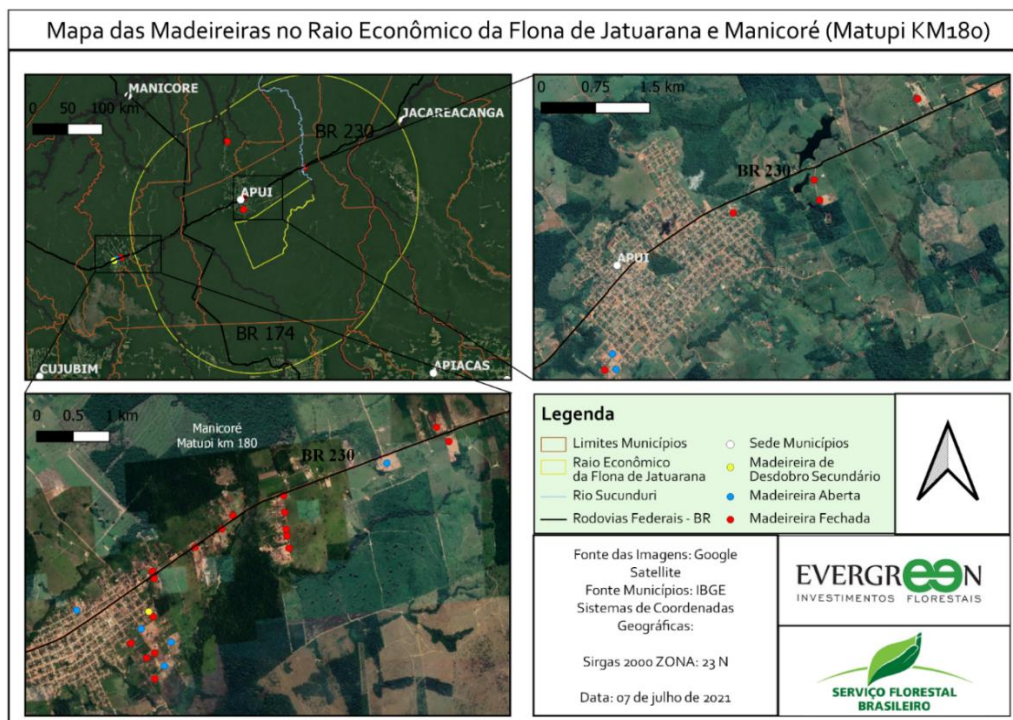 Mapa das Madeireiras no Raio Econômico da Flona de Jatuarana e Manicoré (Matupi KM180)
MANICORE
0 50 100 km
JACAREACANGA
BR 230
APUI
BR 174
CUJUBIM
APIACAS
0 0.75 1.5 km
BR 230
APUI
0 0.5 1 km
Manicoré
Matupi km 180
BR 230
Legenda
Limites Municípios
Raio Econômico
da Flona de Jatuarana
Rio Sucunduri
Rodovias Federais - BR
Sede Municípios
Madeireira de
Desdobro Secundário
Madeireira Aberta
Madeireira Fechada
Fonte das Imagens: Google
Satellite
Fonte Municípios: IBGE
Sistemas de Coordenadas
Geográficas:
Sirgas 2000 ZONA: 23 N
Data: 07 de julho de 2021
EVERGREEN
INVESTIMENTOS FLORESTAIS
SERVIÇO FLORESTAL
BRASILEIRO